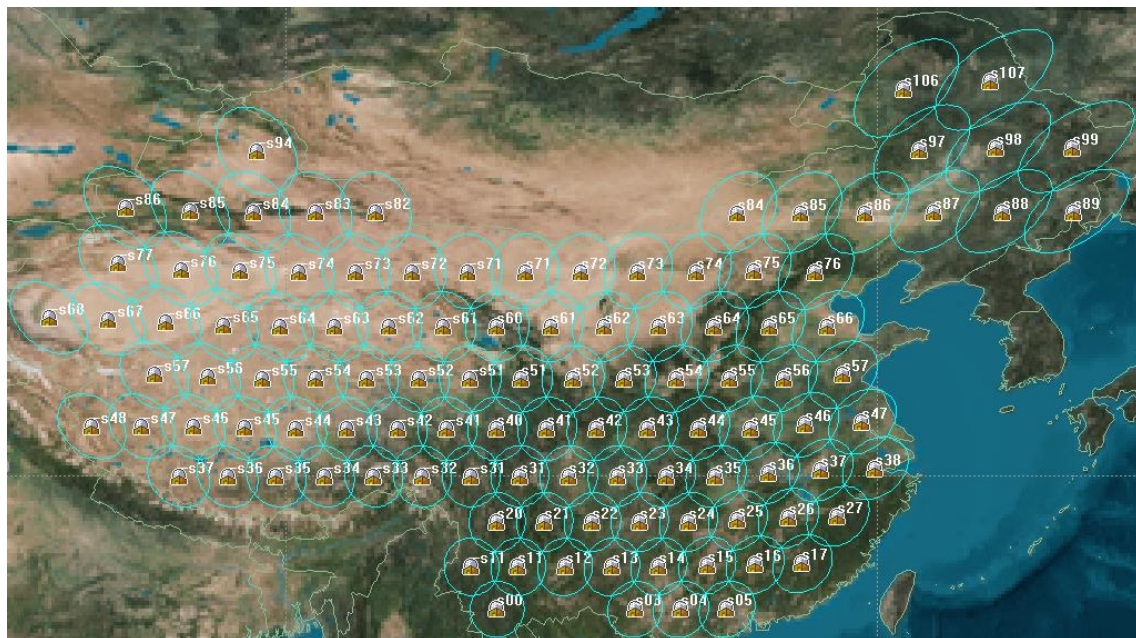 s106 s107
s94 s97 s98 s99
s86 s85 s84 s83 s82 s84 s85 s86 s87 s88 s89
s77 s76 s75 s74 s73 s72 s71 s71 s72 s73 s74 s75 s76
s68 s67 s66 s65 s64 s63 s62 s61 s60 s61 s62 s63 s64 s65 s66
s57 s56 s55 s54 s53 s52 s51 s51 s52 s53 s54 s55 s56 s57
s48 s47 s46 s45 s44 s43 s42 s41 s40 s41 s42 s43 s44 s45 s46 s47
s37 s36 s35 s34 s33 s32 s31 s31 s32 s33 s34 s35 s36 s37 s38
s20 s21 s22 s23 s24 s25 s26 s27
s11 s11 s12 s13 s14 s15 s16 s17
s00 s03 s04 s05